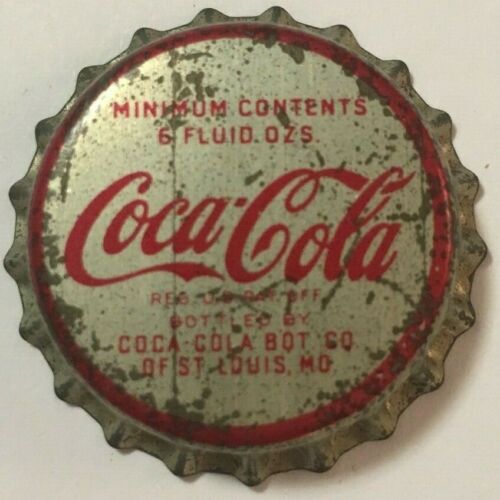 MINIMUM CONTENTS
6 FLUID. OZS.
Coca-Cola
REG. U.S. PAT. OFF.
BOTTLED BY
COCA-COLA BOT. CO.
OF ST. LOUIS, MO.